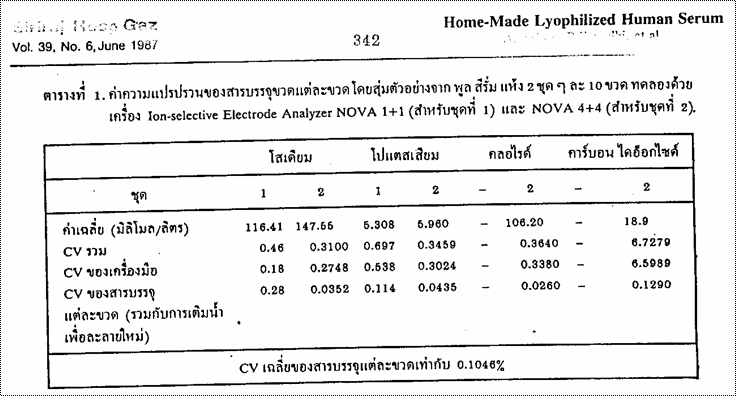 Siriraj Hosp Gaz
Home-Made Lyophilized Human Serum
Vol. 39, No. 6, June 1987
342
et al
ตารางที่ 1. ค่าความแปรปรวนของสารบรรจุขวดแต่ละขวด โดยสุ่มตัวอย่างจาก พูล สีรั่ม แห้ง 2 ชุด ๆ ละ 10 ขวด ทดลองด้วย
เครื่อง Ion-selective Electrode Analyzer NOVA 1+1 (สำหรับชุดที่ 1) และ NOVA 4+4 (สำหรับชุดที่ 2).
โสเดียม โปแตสเสียม คลอไรด์ คาร์บอน ไดอ็อกไซด์
ชุด 1 2 1 2 – 2 – 2
ค่าเฉลี่ย (มิลิโมล/ลิตร) 116.41 147.55 5.308 5.960 – 106.20 – 18.9
CV รวม 0.46 0.3100 0.697 0.3459 – 0.3640 – 6.7279
CV ของเครื่องมือ 0.18 0.2748 0.538 0.3024 – 0.3380 – 6.5989
CV ของสารบรรจุ 0.28 0.0352 0.114 0.0435 – 0.0260 – 0.1290
แต่ละขวด (รวมกับการเติมน้ำ
เพื่อละลายใหม่)
CV เฉลี่ยของสารบรรจุแต่ละขวดเท่ากับ 0.1046%